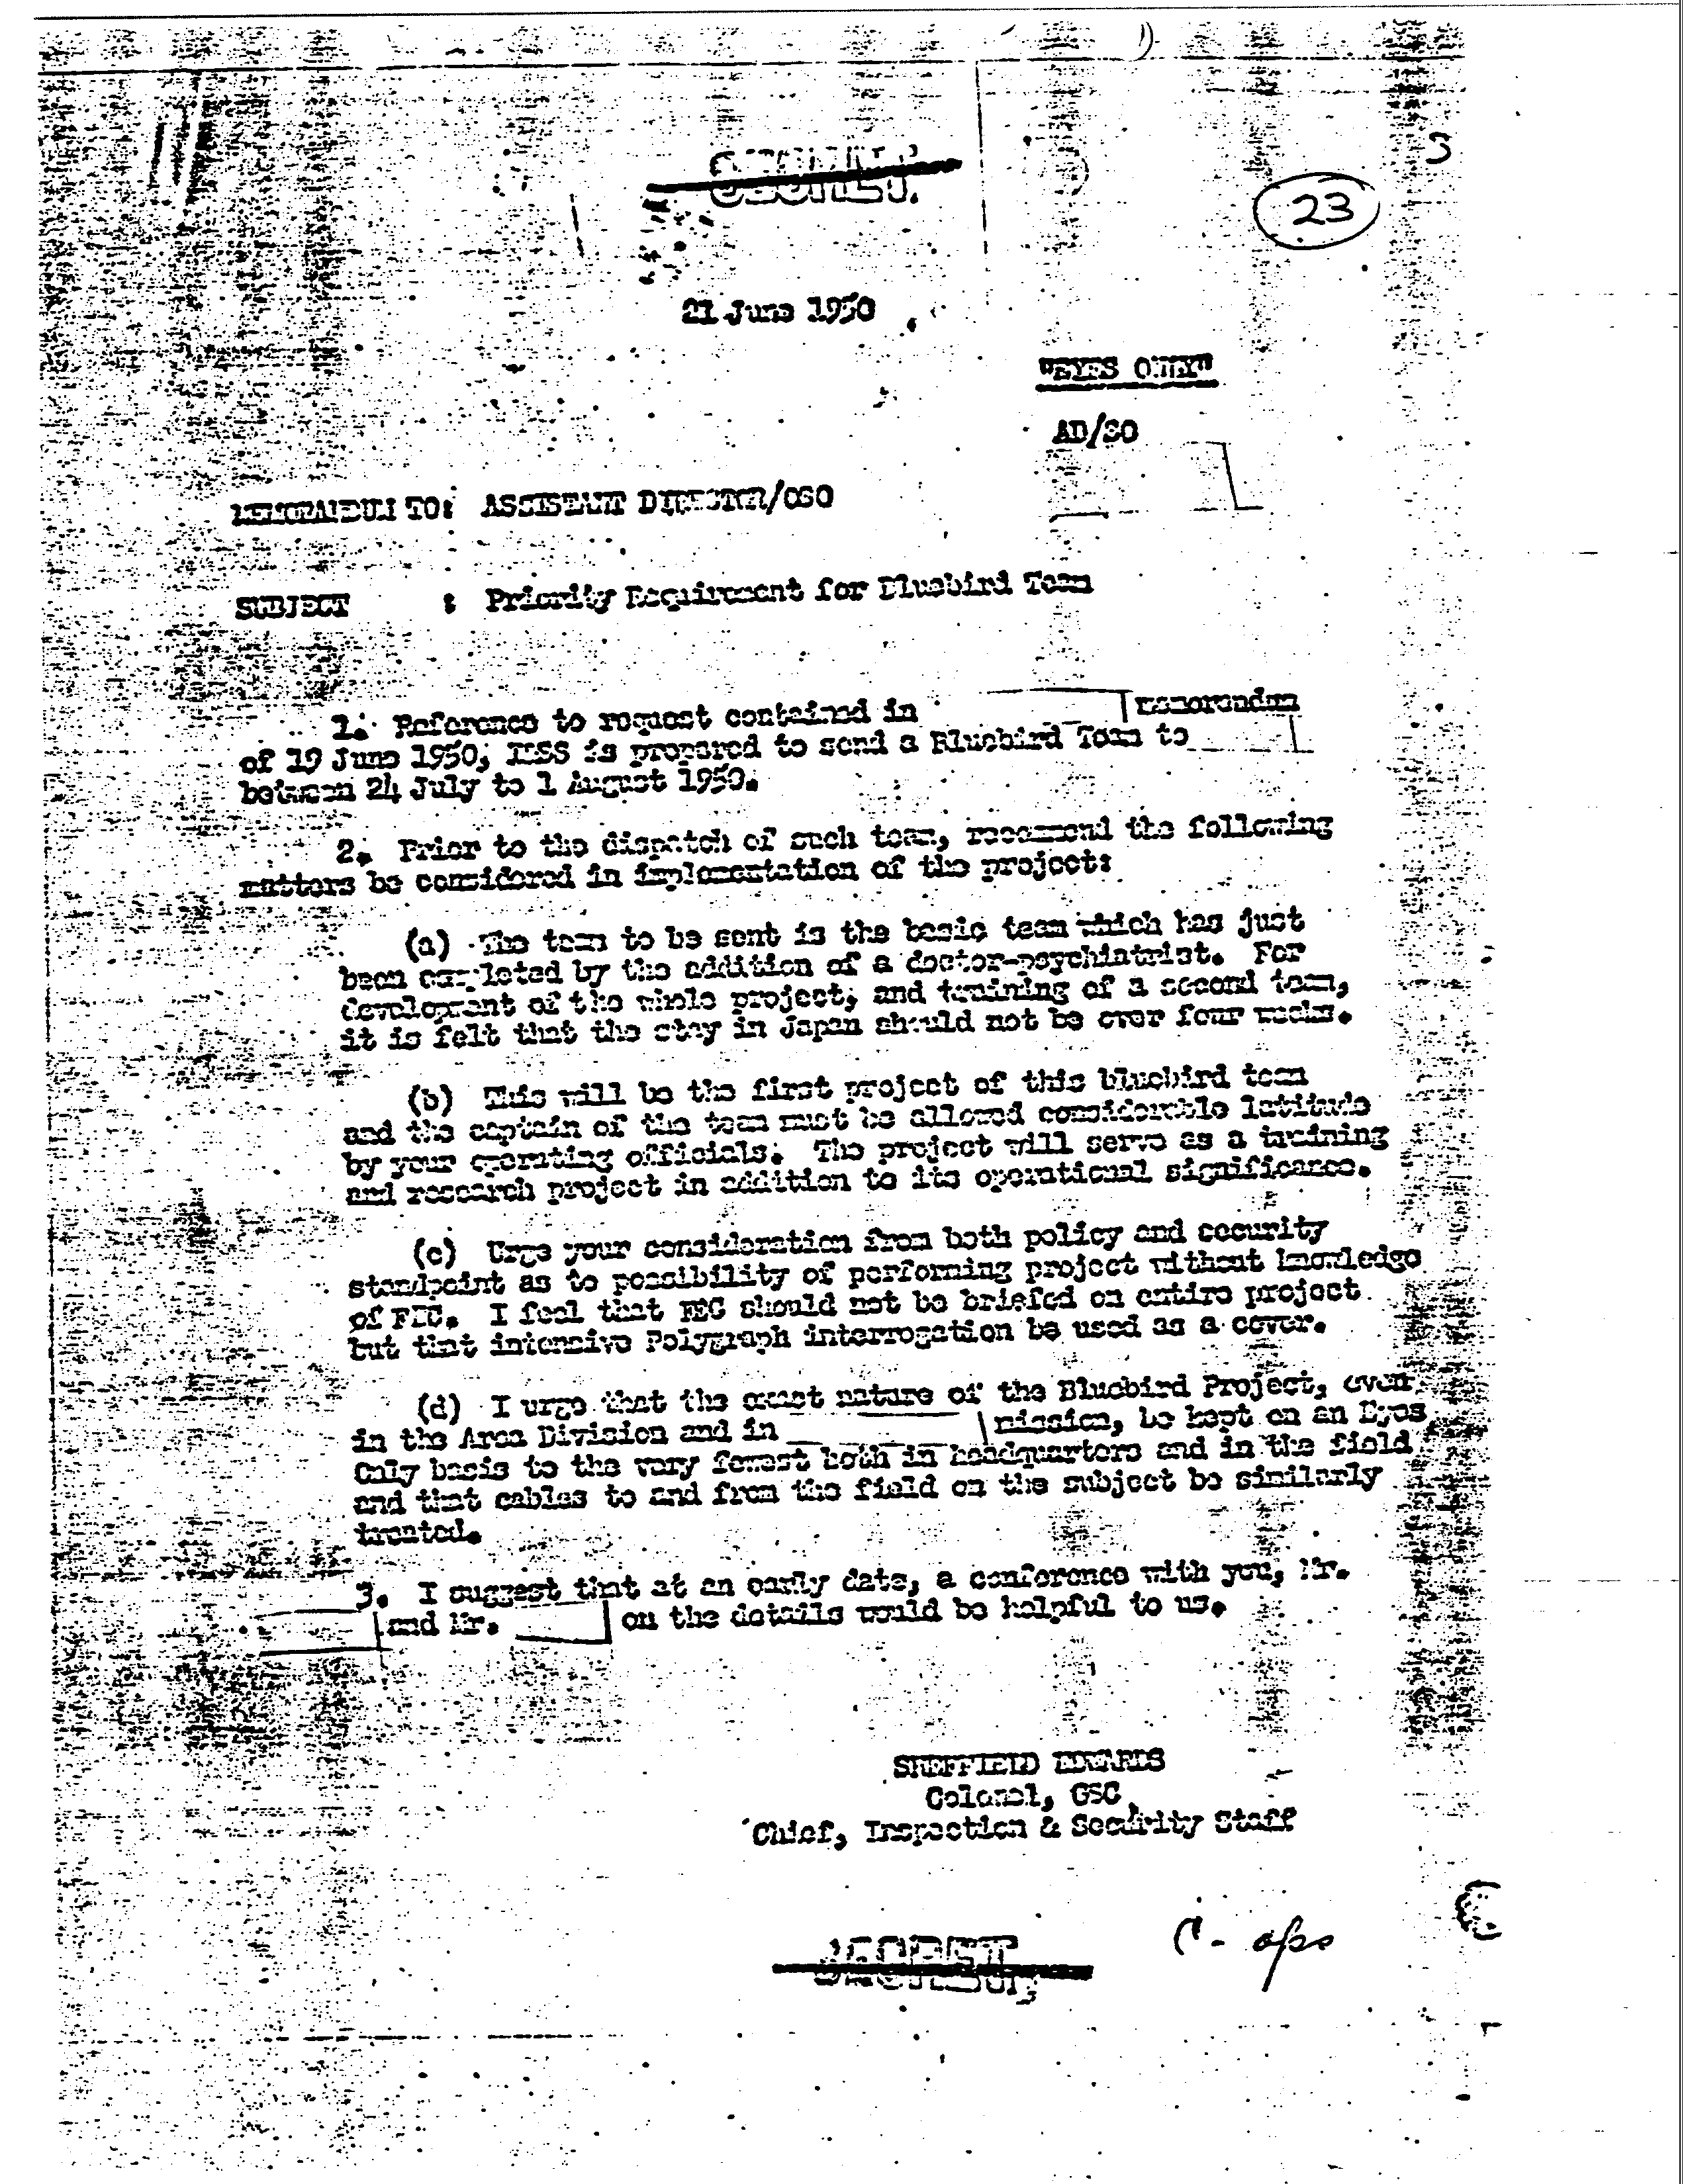 SECRET
23
21 June 1950
"EYES ONLY"
AD/SO
MEMORANDUM TO: ASSISTANT DIRECTOR/OSO
SUBJECT : Priority Requirement for Bluebird Team
1. Reference to request contained in memorandum
of 19 June 1950, I&SS is prepared to send a Bluebird Team to
between 24 July to 1 August 1950.
2. Prior to the dispatch of such team, recommend the following
matters be considered in implementation of the project:
(a) The team to be sent is the basic team which has just
been completed by the addition of a doctor-psychiatrist. For
development of the whole project, and training of a second team,
it is felt that the stay in Japan should not be over four weeks.
(b) This will be the first project of this bluebird team
and the captain of the team must be allowed considerable latitude
by your operating officials. The project will serve as a training
and research project in addition to its operational significance.
(c) Urge your consideration from both policy and security
standpoint as to possibility of performing project without knowledge
of FEC. I feel that FEC should not be briefed on entire project
but that intensive Polygraph interrogation be used as a cover.
(d) I urge that the exact nature of the Bluebird Project, even
in the Area Division and in mission, be kept on an Eyes
Only basis to the very fewest both in headquarters and in the field
and that cables to and from the field on the subject be similarly
treated.
3. I suggest that at an early date, a conference with you, Mr.
and Mr. on the details would be helpful to us.
SHEFFIELD EDWARDS
Colonel, GSC
Chief, Inspection & Security Staff
SECRET